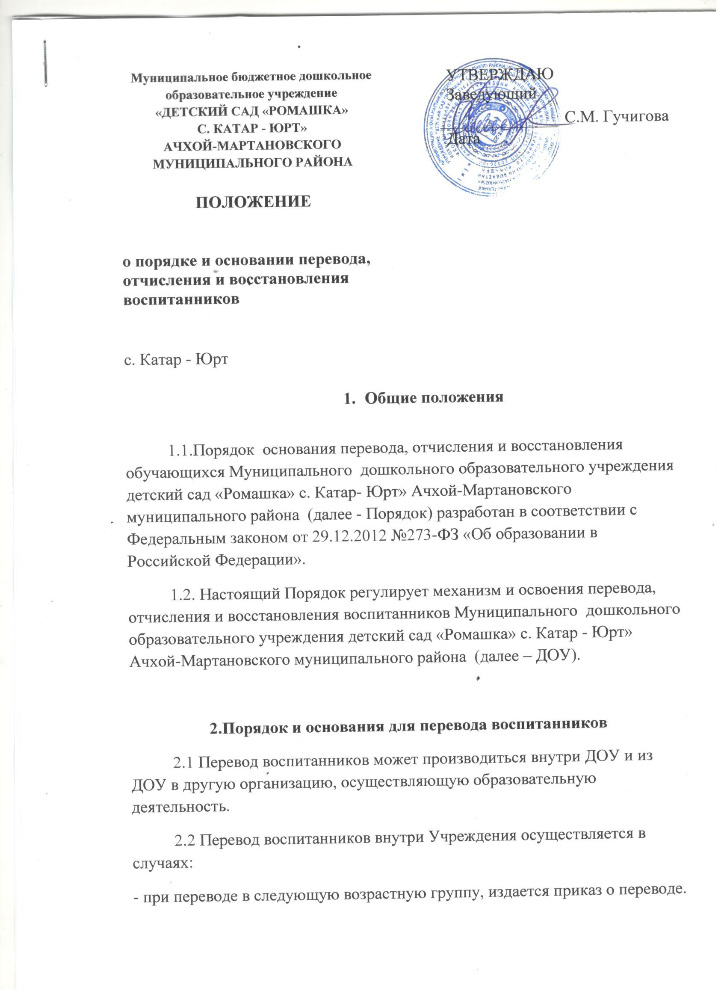 Муниципальное бюджетное дошкольное
образовательное учреждение
«ДЕТСКИЙ САД «РОМАШКА»
С. КАТАР - ЮРТ»
АЧХОЙ-МАРТАНОВСКОГО
МУНИЦИПАЛЬНОГО РАЙОНА
УТВЕРЖДАЮ
Заведующий
С.М. Гучигова
Дата
ПОЛОЖЕНИЕ
о порядке и основании перевода,
отчисления и восстановления
воспитанников
с. Катар - Юрт
1. Общие положения
1.1.Порядок основания перевода, отчисления и восстановления
обучающихся Муниципального дошкольного образовательного учреждения
детский сад «Ромашка» с. Катар- Юрт» Ачхой-Мартановского
муниципального района (далее - Порядок) разработан в соответствии с
Федеральным законом от 29.12.2012 №273-ФЗ «Об образовании в
Российской Федерации».
1.2. Настоящий Порядок регулирует механизм и освоения перевода,
отчисления и восстановления воспитанников Муниципального дошкольного
образовательного учреждения детский сад «Ромашка» с. Катар - Юрт»
Ачхой-Мартановского муниципального района (далее – ДОУ).
2.Порядок и основания для перевода воспитанников
2.1 Перевод воспитанников может производиться внутри ДОУ и из
ДОУ в другую организацию, осуществляющую образовательную
деятельность.
2.2 Перевод воспитанников внутри Учреждения осуществляется в
случаях:
- при переводе в следующую возрастную группу, издается приказ о переводе.